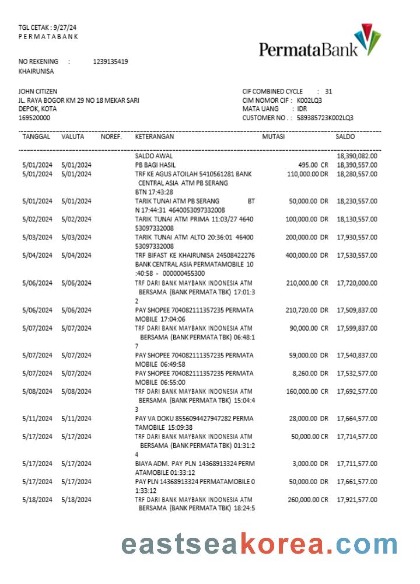 TGL CETAK : 9/27/24
P E R M A T A B A N K
PermataBank
NO REKENING : 1239135419
KHAIRUNISA
JOHN CITIZEN
JL. RAYA BOGOR KM 29 NO 18 MEKAR SARI
DEPOK, KOTA
169520000
CIF COMBINED CYCLE : 31
CIM NOMOR CIF : K002LQ3
MATA UANG : IDR
CUSTOMER NO. : 589385723K002LQ3
TANGGAL VALUTA NOREF. KETERANGAN MUTASI SALDO
SALDO AWAL 18,390,082.00
5/01/2024 5/01/2024 PB BAGI HASIL 495.00 CR 18,390,557.00
5/01/2024 5/01/2024 TRF KE AGUS ATOILAH 5410561281 BANK 110,000.00 DR 18,280,557.00
CENTRAL ASIA ATM PB SERANG
BTN 17:43:28
5/01/2024 5/01/2024 TARIK TUNAI ATM PB SERANG BT 50,000.00 DR 18,230,557.00
N 17:44:31 4640053097332008
5/02/2024 5/02/2024 TARIK TUNAI ATM PRIMA 11:03/27 4640 100,000.00 DR 18,130,557.00
53097332008
5/03/2024 5/03/2024 TARIK TUNAI ATM ALTO 20:36:01 46400 200,000.00 DR 17,930,557.00
53097332008
5/04/2024 5/04/2024 TRF BIFAST KE KHAIRUNISA 24508422276 400,000.00 DR 17,530,557.00
BANK CENTRAL ASIA PERMATAMOBILE 10
:40:58 - 000000455300
5/06/2024 5/06/2024 TRF DARI BANK MAYBANK INDONESIA ATM 210,000.00 CR 17,720,000.00
BERSAMA (BANK PERMATA TBK) 17:01:3
2
5/06/2024 5/06/2024 PAY SHOPEE 704082111357235 PERMATA 210,720.00 DR 17,509,837.00
MOBILE 17:04:06
5/07/2024 5/07/2024 TRF DARI BANK MAYBANK INDONESIA ATM 90,000.00 CR 17,599,837.00
BERSAMA (BANK PERMATA TBK) 06:48:1
7
5/07/2024 5/07/2024 PAY SHOPEE 704082111357235 PERMATA 59,000.00 DR 17,540,837.00
MOBILE 06:49:58
5/07/2024 5/07/2024 PAY SHOPEE 704082111357235 PERMATA 8,260.00 DR 17,532,577.00
MOBILE 06:55:00
5/08/2024 5/08/2024 TRF DARI BANK MAYBANK INDONESIA ATM 160,000.00 CR 17,692,577.00
BERSAMA (BANK PERMATA TBK) 15:04:4
3
5/11/2024 5/11/2024 PAY VA DOKU 8556094427947282 PERMA 28,000.00 DR 17,664,577.00
TAMOBILE 15:09:38
5/17/2024 5/17/2024 TRF DARI BANK MAYBANK INDONESIA ATM 50,000.00 CR 17,714,577.00
BERSAMA (BANK PERMATA TBK) 01:31:2
4
5/17/2024 5/17/2024 BIAYA ADM. PAY PLN 14368913324 PERM 3,000.00 DR 17,711,577.00
ATAMOBILE 01:33:12
5/17/2024 5/17/2024 PAY PLN 14368913324 PERMATAMOBILE 0 50,000.00 DR 17,661,577.00
1:33:12
5/18/2024 5/18/2024 TRF DARI BANK MAYBANK INDONESIA ATM 260,000.00 CR 17,921,577.00
BERSAMA (BANK PERMATA TBK) 18:24:5
eastseakorea.com